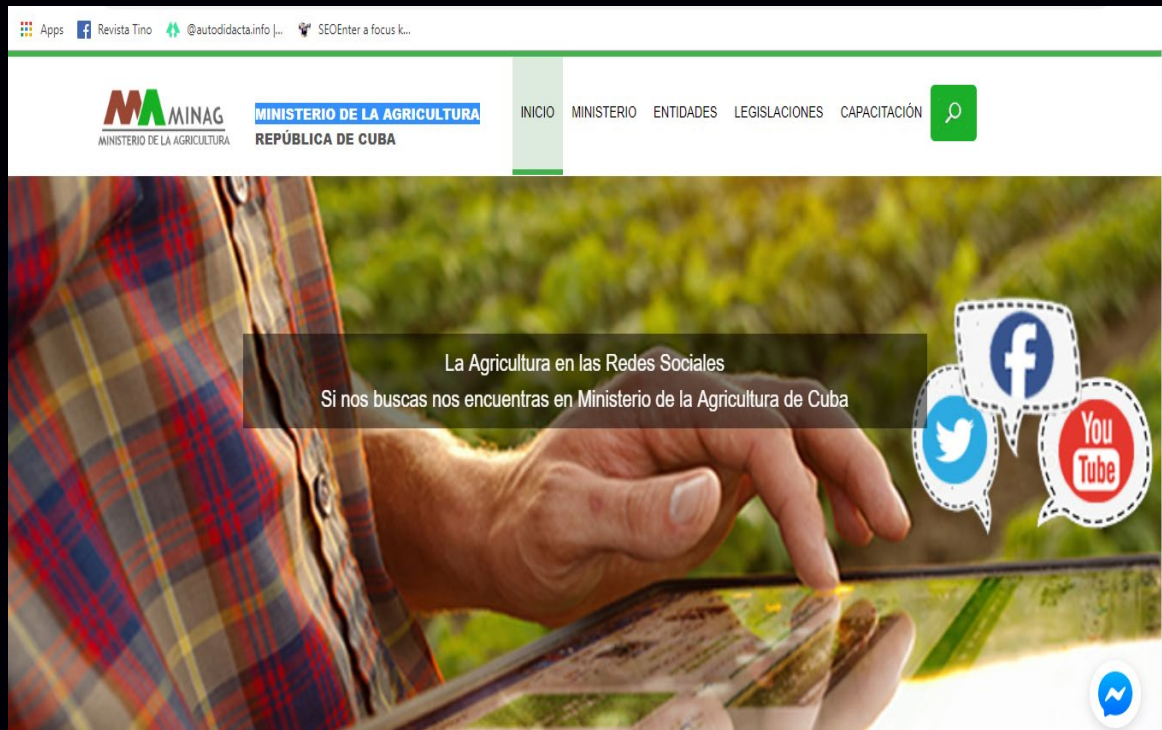 Apps Revista Tino @autodidacta.info |... SEOEnter a focus k...
MA MINAG
MINISTERIO DE LA AGRICULTURA
MINISTERIO DE LA AGRICULTURA
REPÚBLICA DE CUBA
INICIO MINISTERIO ENTIDADES LEGISLACIONES CAPACITACIÓN
La Agricultura en las Redes Sociales
Si nos buscas nos encuentras en Ministerio de la Agricultura de Cuba
f
You
Tube